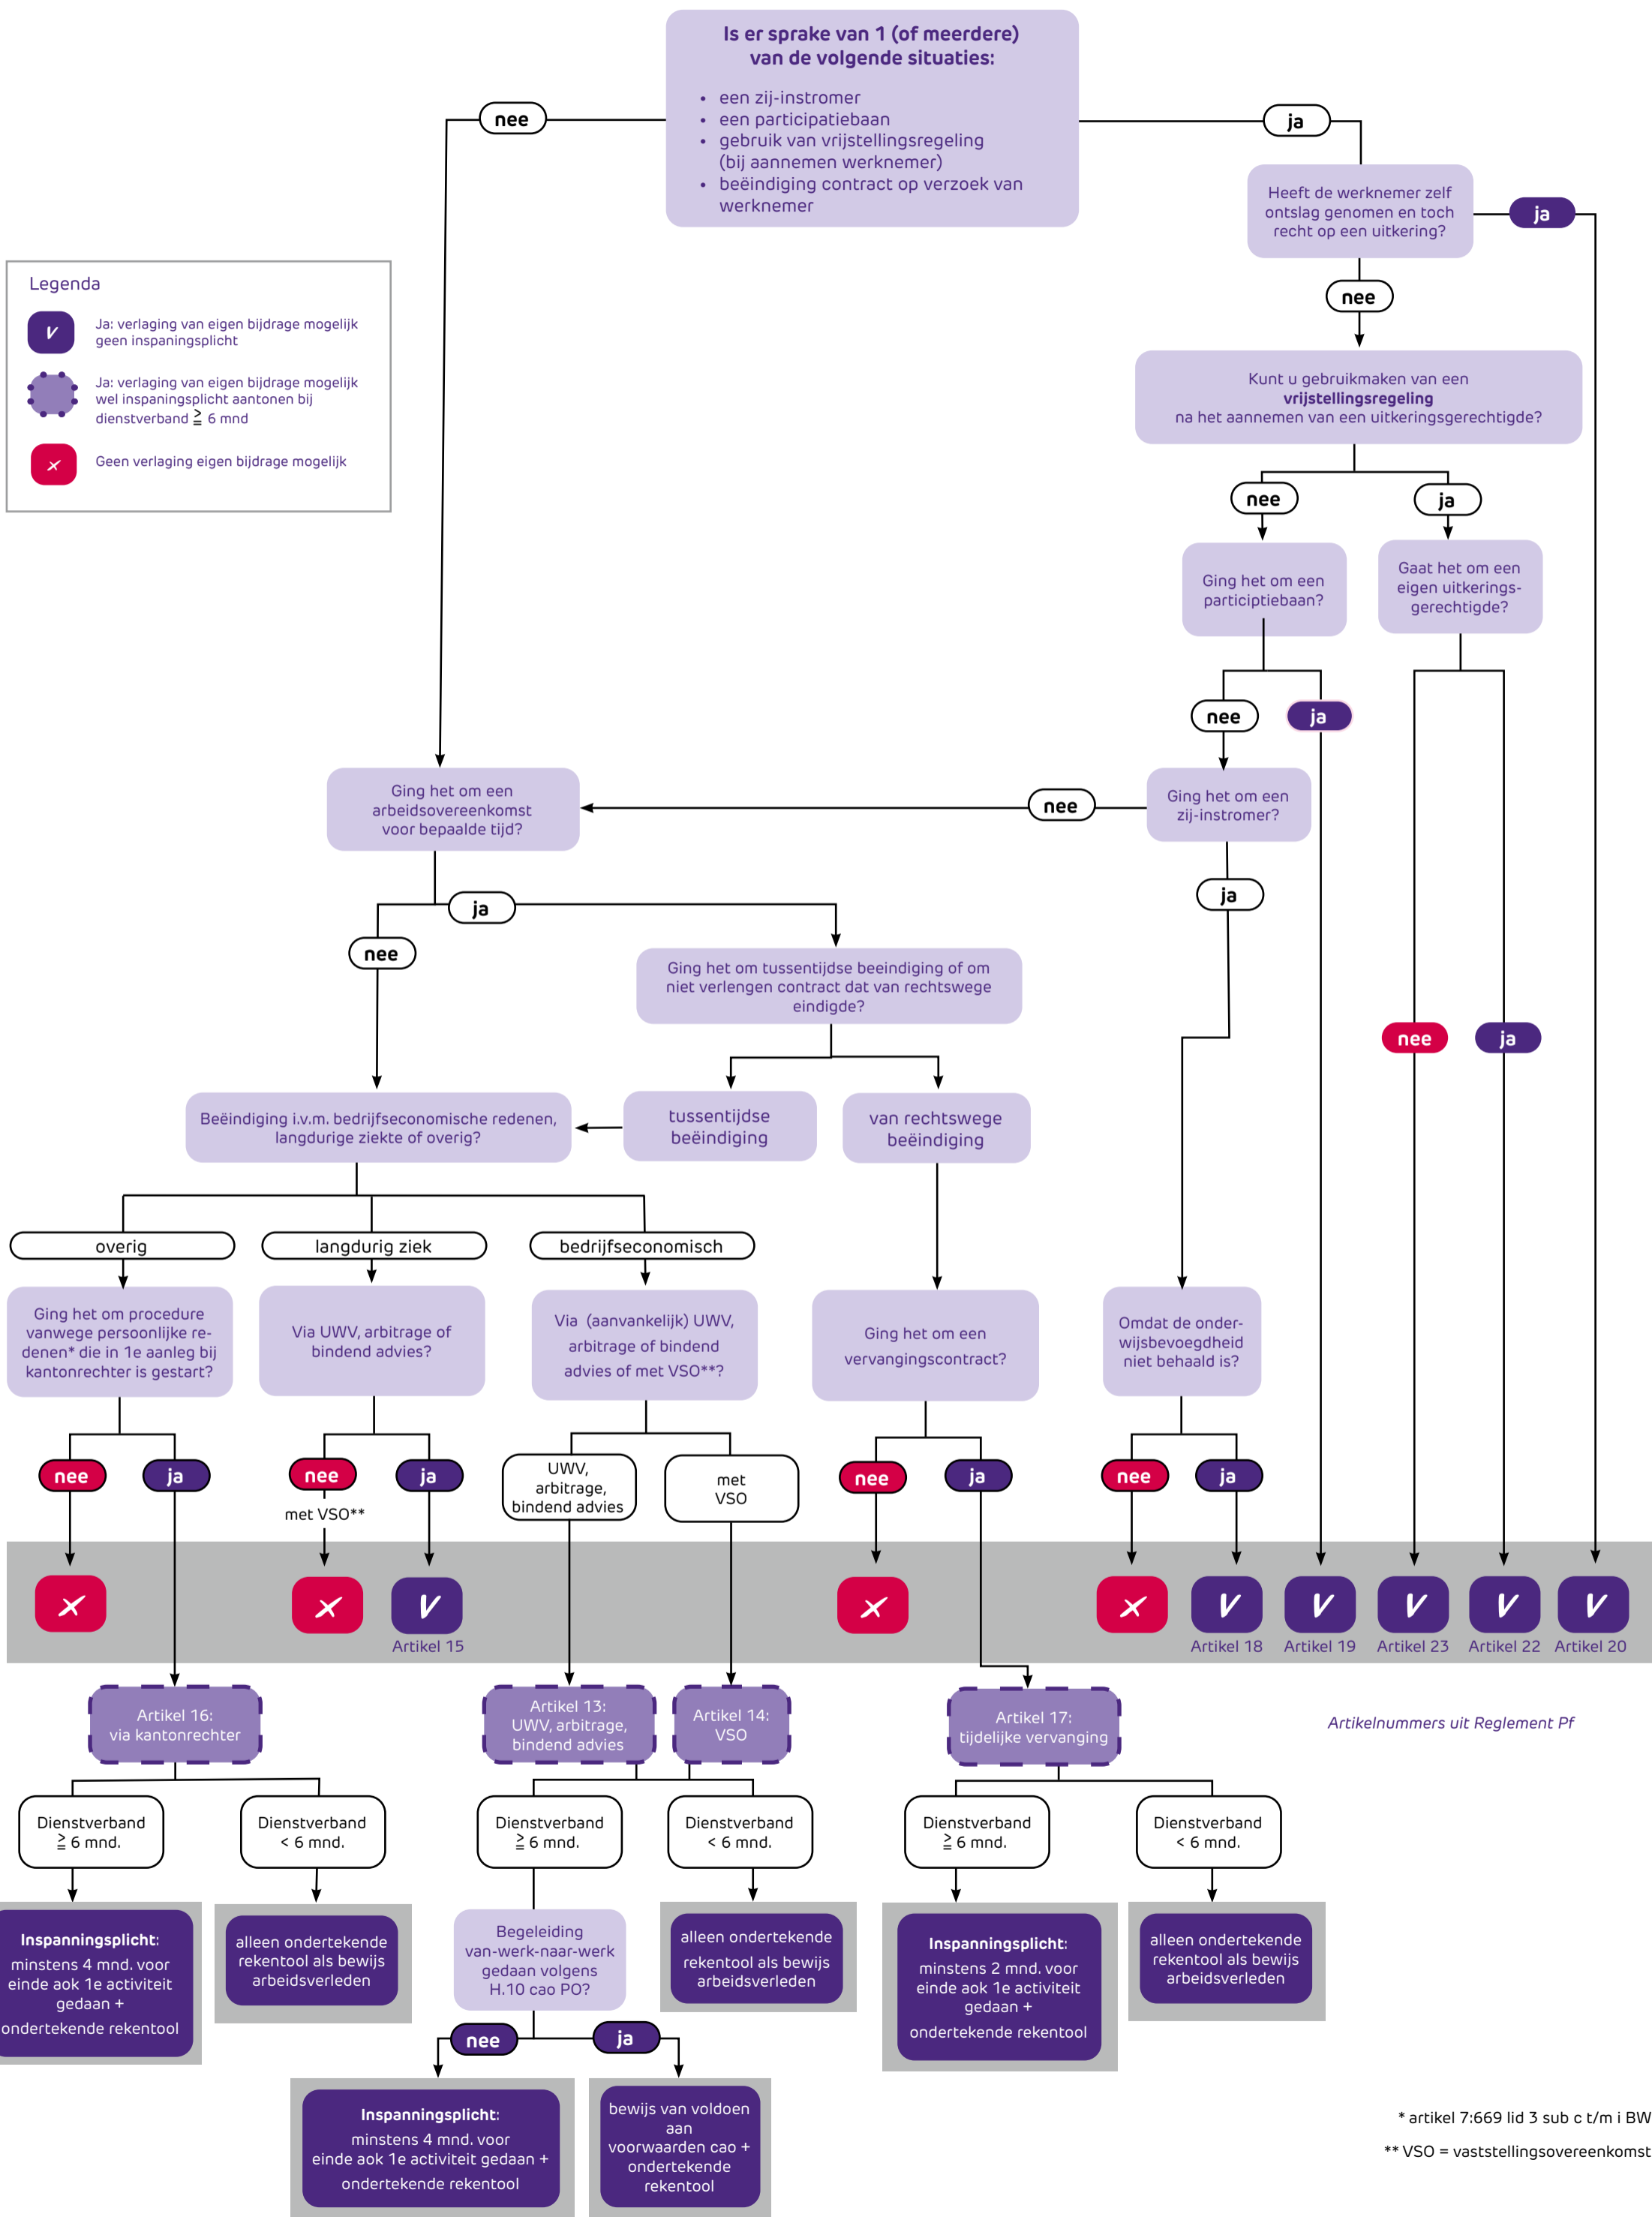 Is er sprake van 1 (of meerdere)
van de volgende situaties:
• een zij-instromer
• een participatiebaan
• gebruik van vrijstellingsregeling
(bij aannemen werknemer)
• beëindiging contract op verzoek van
werknemer
nee
ja
Heeft de werknemer zelf
ontslag genomen en toch
recht op een uitkering?
ja
nee
Legenda
V
Ja: verlaging van eigen bijdrage mogelijk
geen inspaningsplicht
Ja: verlaging van eigen bijdrage mogelijk
wel inspaningsplicht aantonen bij
dienstverband ≧ 6 mnd
x
Geen verlaging eigen bijdrage mogelijk
Kunt u gebruikmaken van een
vrijstellingsregeling
na het aannemen van een uitkeringsgerechtigde?
nee
ja
Ging het om een
participtiebaan?
Gaat het om een
eigen uitkerings-
gerechtigde?
nee
ja
Ging het om een
arbeidsovereenkomst
voor bepaalde tijd?
nee
Ging het om een
zij-instromer?
ja
ja
nee
Ging het om tussentijdse beeindiging of om
niet verlengen contract dat van rechtswege
eindigde?
nee
ja
Beëindiging i.v.m. bedrijfseconomische redenen,
langdurige ziekte of overig?
tussentijdse
beëindiging
van rechtswege
beëindiging
overig
langdurig ziek
bedrijfseconomisch
Ging het om procedure
vanwege persoonlijke re-
denen* die in 1e aanleg bij
kantonrechter is gestart?
Via UWV, arbitrage of
bindend advies?
Via (aanvankelijk) UWV,
arbitrage of bindend
advies of met VSO**?
Ging het om een
vervangingscontract?
Omdat de onder-
wijsbevoegdheid
niet behaald is?
nee
ja
nee
ja
met VSO**
UWV,
arbitrage,
bindend advies
met
VSO
nee
ja
nee
ja
x
x
V
x
x
V
V
V
V
V
Artikel 15
Artikel 18
Artikel 19
Artikel 23
Artikel 22
Artikel 20
Artikel 16:
via kantonrechter
Artikel 13:
UWV, arbitrage,
bindend advies
Artikel 14:
VSO
Artikel 17:
tijdelijke vervanging
Artikelnummers uit Reglement Pf
Dienstverband
≧ 6 mnd.
Dienstverband
< 6 mnd.
Dienstverband
≧ 6 mnd.
Dienstverband
< 6 mnd.
Dienstverband
≧ 6 mnd.
Dienstverband
< 6 mnd.
Inspanningsplicht:
minstens 4 mnd. voor
einde aok 1e activiteit
gedaan +
ondertekende rekentool
alleen ondertekende
rekentool als bewijs
arbeidsverleden
Begeleiding
van-werk-naar-werk
gedaan volgens
H.10 cao PO?
alleen ondertekende
rekentool als bewijs
arbeidsverleden
Inspanningsplicht:
minstens 2 mnd. voor
einde aok 1e activiteit
gedaan +
ondertekende rekentool
alleen ondertekende
rekentool als bewijs
arbeidsverleden
nee
ja
Inspanningsplicht:
minstens 4 mnd. voor
einde aok 1e activiteit gedaan +
ondertekende rekentool
bewijs van voldoen
aan
voorwaarden cao +
ondertekende
rekentool
* artikel 7:669 lid 3 sub c t/m i BW
** VSO = vaststellingsovereenkomst